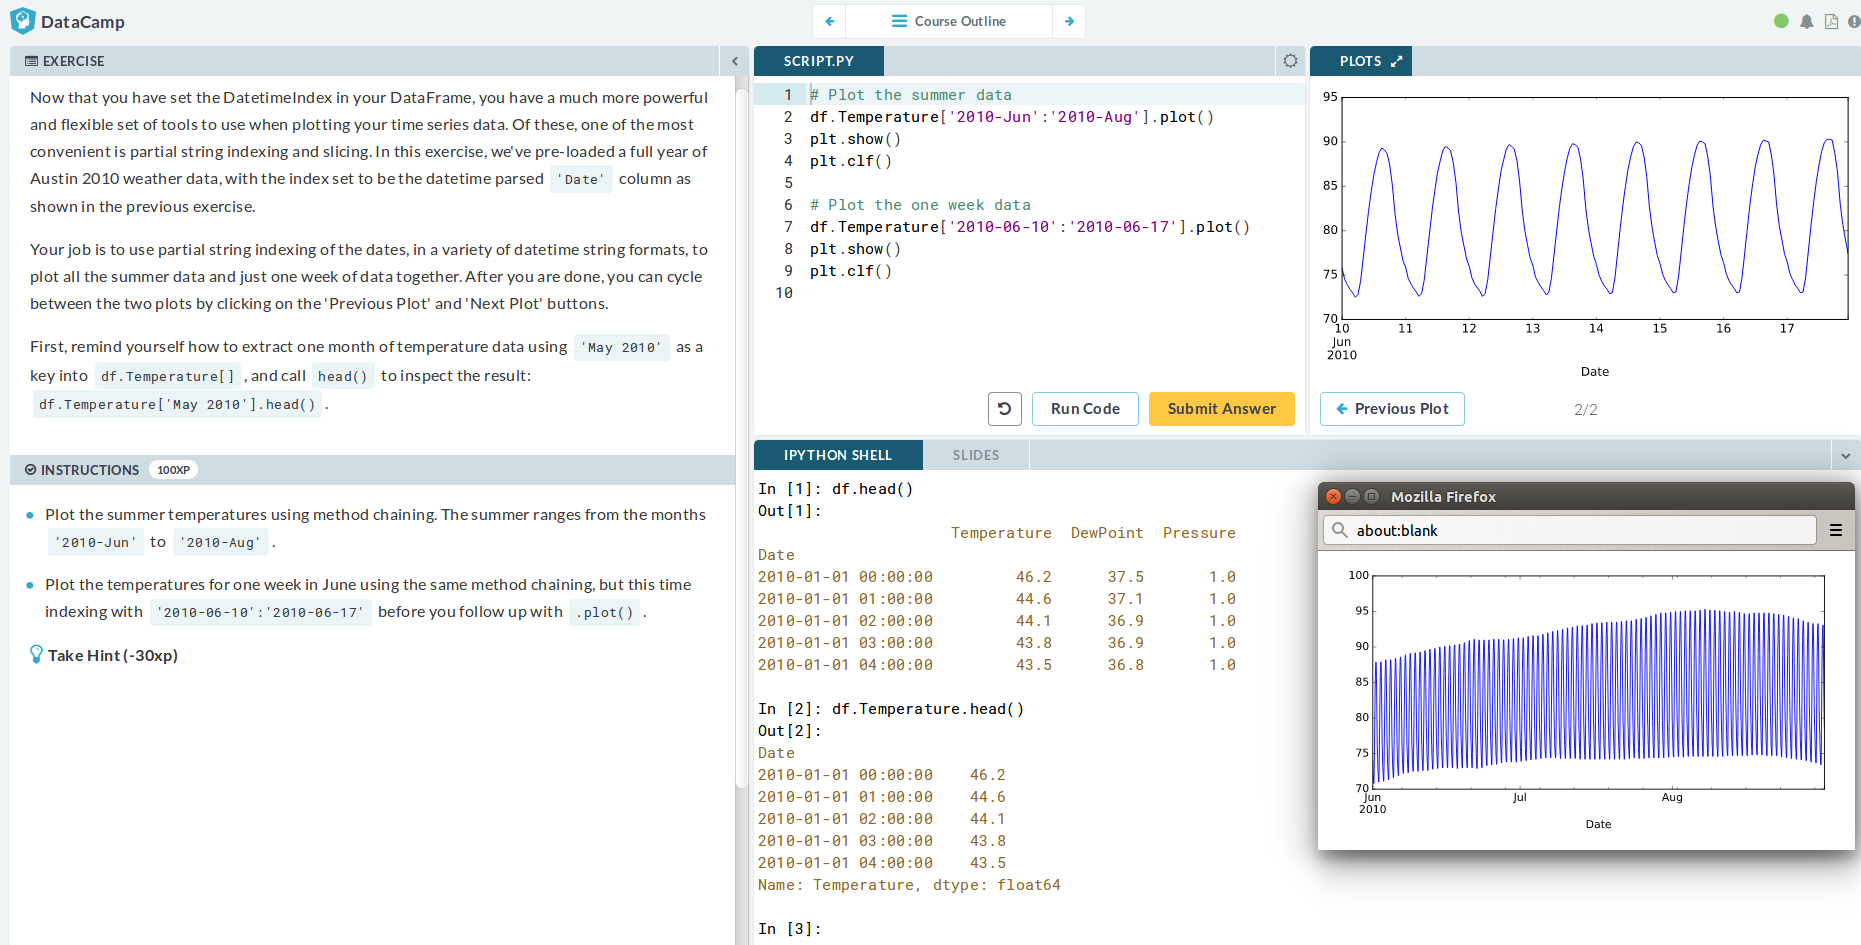 DataCamp
Course Outline
EXERCISE
Now that you have set the DatetimeIndex in your DataFrame, you have a much more powerful
and flexible set of tools to use when plotting your time series data. Of these, one of the most
convenient is partial string indexing and slicing. In this exercise, we've pre-loaded a full year of
Austin 2010 weather data, with the index set to be the datetime parsed 'Date' column as
shown in the previous exercise.
Your job is to use partial string indexing of the dates, in a variety of datetime string formats, to
plot all the summer data and just one week of data together. After you are done, you can cycle
between the two plots by clicking on the 'Previous Plot' and 'Next Plot' buttons.
First, remind yourself how to extract one month of temperature data using 'May 2010' as a
key into df.Temperature[] , and call head() to inspect the result:
df.Temperature['May 2010'].head() .
INSTRUCTIONS 100XP
Plot the summer temperatures using method chaining. The summer ranges from the months
'2010-Jun' to '2010-Aug' .
Plot the temperatures for one week in June using the same method chaining, but this time
indexing with '2010-06-10':'2010-06-17' before you follow up with .plot() .
Take Hint (-30xp)
SCRIPT.PY
1 # Plot the summer data
2 df.Temperature['2010-Jun':'2010-Aug'].plot()
3 plt.show()
4 plt.clf()
5
6 # Plot the one week data
7 df.Temperature['2010-06-10':'2010-06-17'].plot()
8 plt.show()
9 plt.clf()
10
Run Code
Submit Answer
PLOTS
95
90
85
80
75
70
10 11 12 13 14 15 16 17
Jun
2010
Date
Previous Plot
2/2
IPYTHON SHELL
SLIDES
In [1]: df.head()
Out[1]:
Temperature DewPoint Pressure
Date
2010-01-01 00:00:00 46.2 37.5 1.0
2010-01-01 01:00:00 44.6 37.1 1.0
2010-01-01 02:00:00 44.1 36.9 1.0
2010-01-01 03:00:00 43.8 36.9 1.0
2010-01-01 04:00:00 43.5 36.8 1.0
In [2]: df.Temperature.head()
Out[2]:
Date
2010-01-01 00:00:00 46.2
2010-01-01 01:00:00 44.6
2010-01-01 02:00:00 44.1
2010-01-01 03:00:00 43.8
2010-01-01 04:00:00 43.5
Name: Temperature, dtype: float64
In [3]:
Mozilla Firefox
about:blank
100
95
90
85
80
75
70
Jun Jul Aug
2010
Date